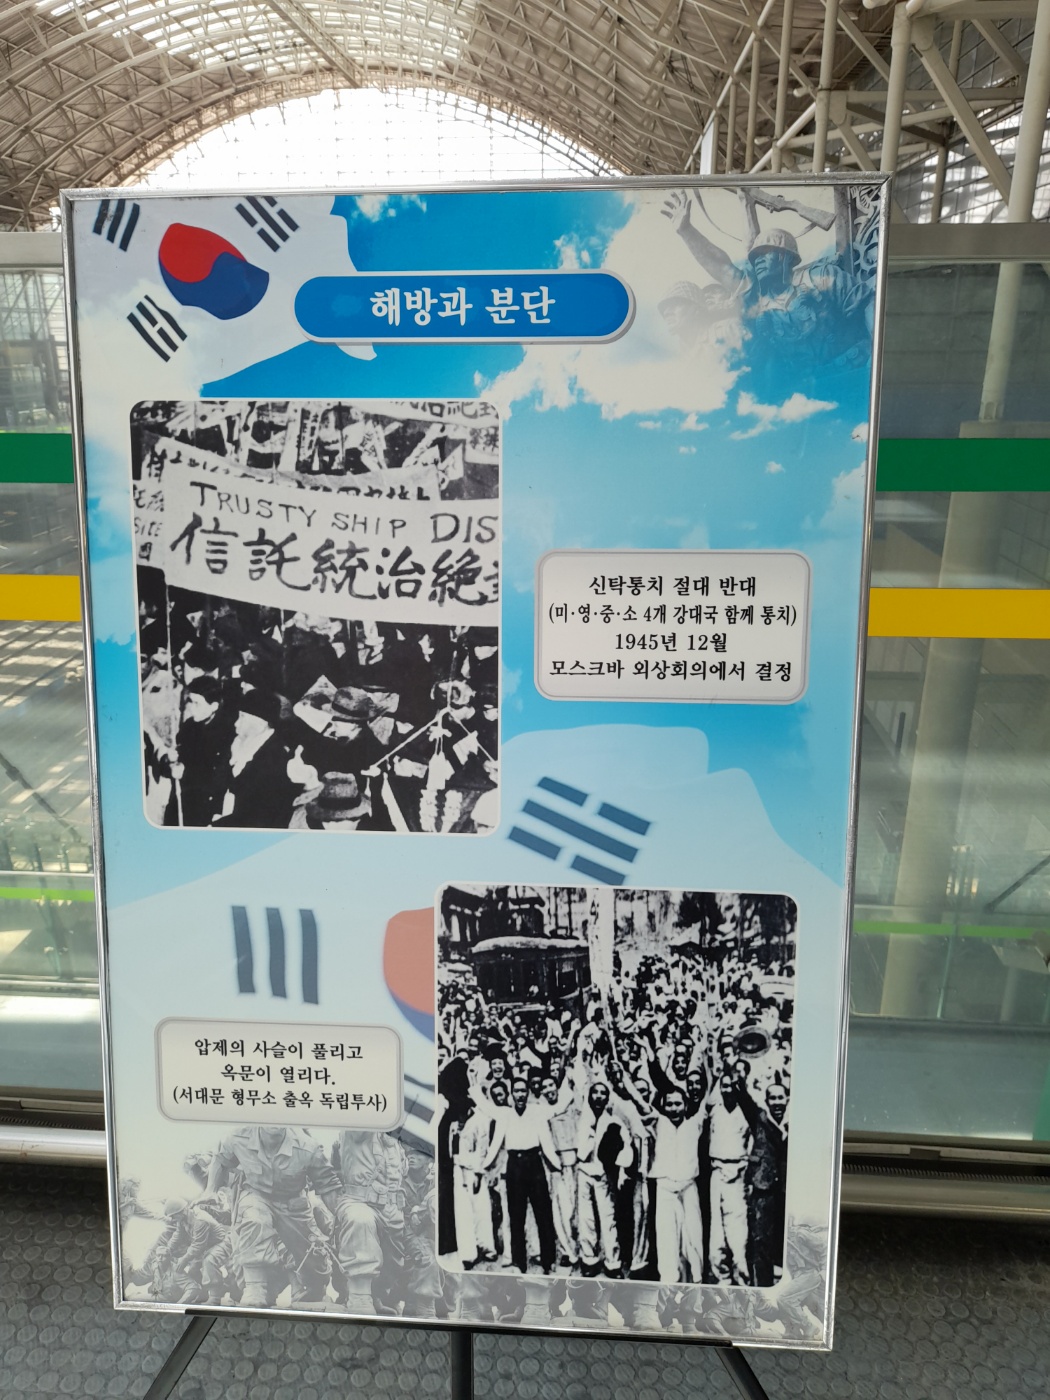 해방과 분단
TRUSTY SHIP DIS
信託統治絶
신탁통치 절대 반대
(미·영·중·소 4개 강대국 함께 통치)
1945년 12월
모스크바 외상회의에서 결정
압제의 사슬이 풀리고
옥문이 열리다.
(서대문 형무소 출옥 독립투사)